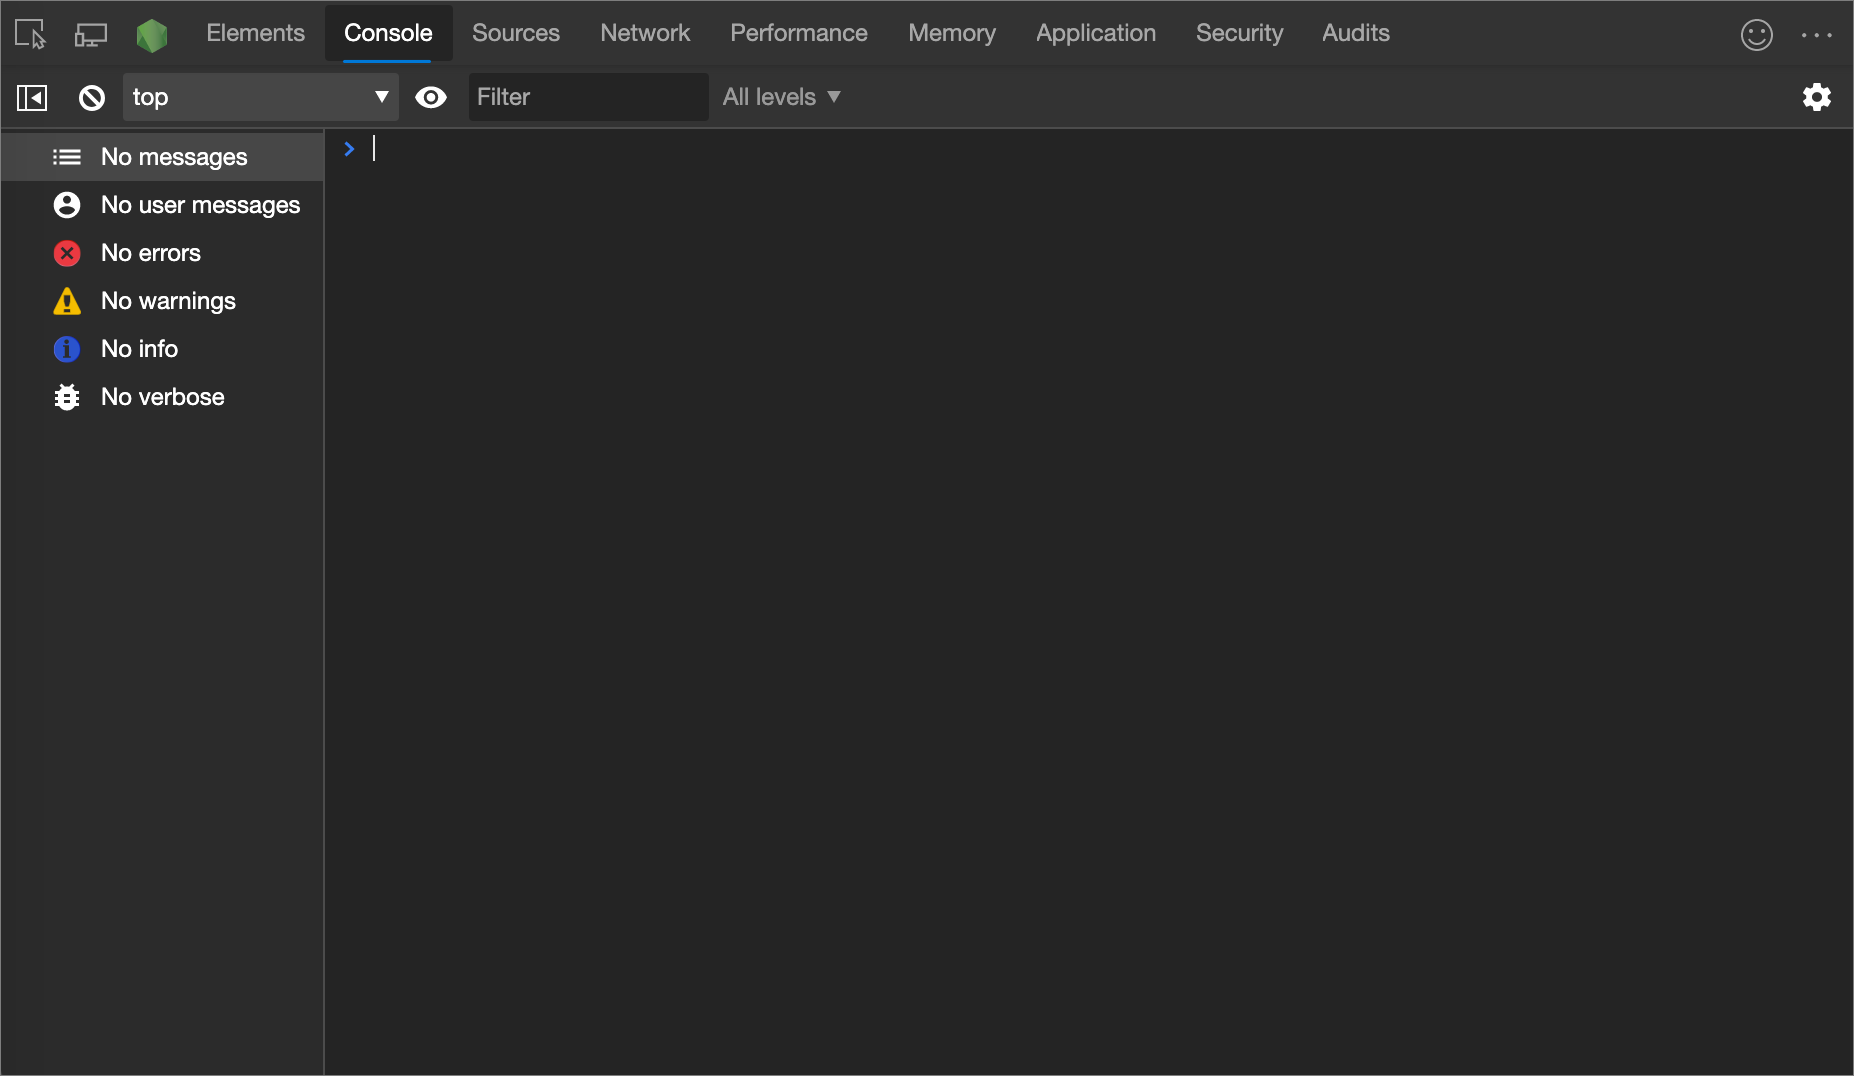 Elements Console Sources Network Performance Memory Application Security Audits
top Filter All levels
No messages
No user messages
No errors
No warnings
No info
No verbose